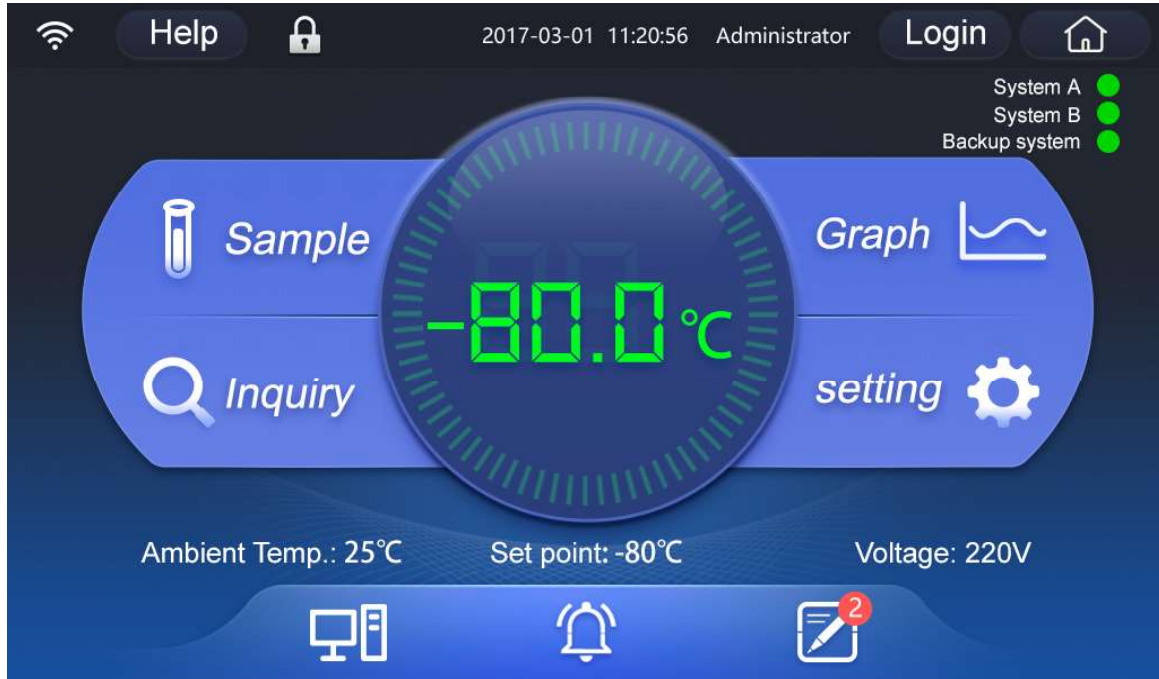 Help 2017-03-01 11:20:56 Administrator Login
System A
System B
Backup system
Sample
Graph
-80.0℃
Inquiry
setting
Ambient Temp.: 25℃ Set point: -80℃ Voltage: 220V
2